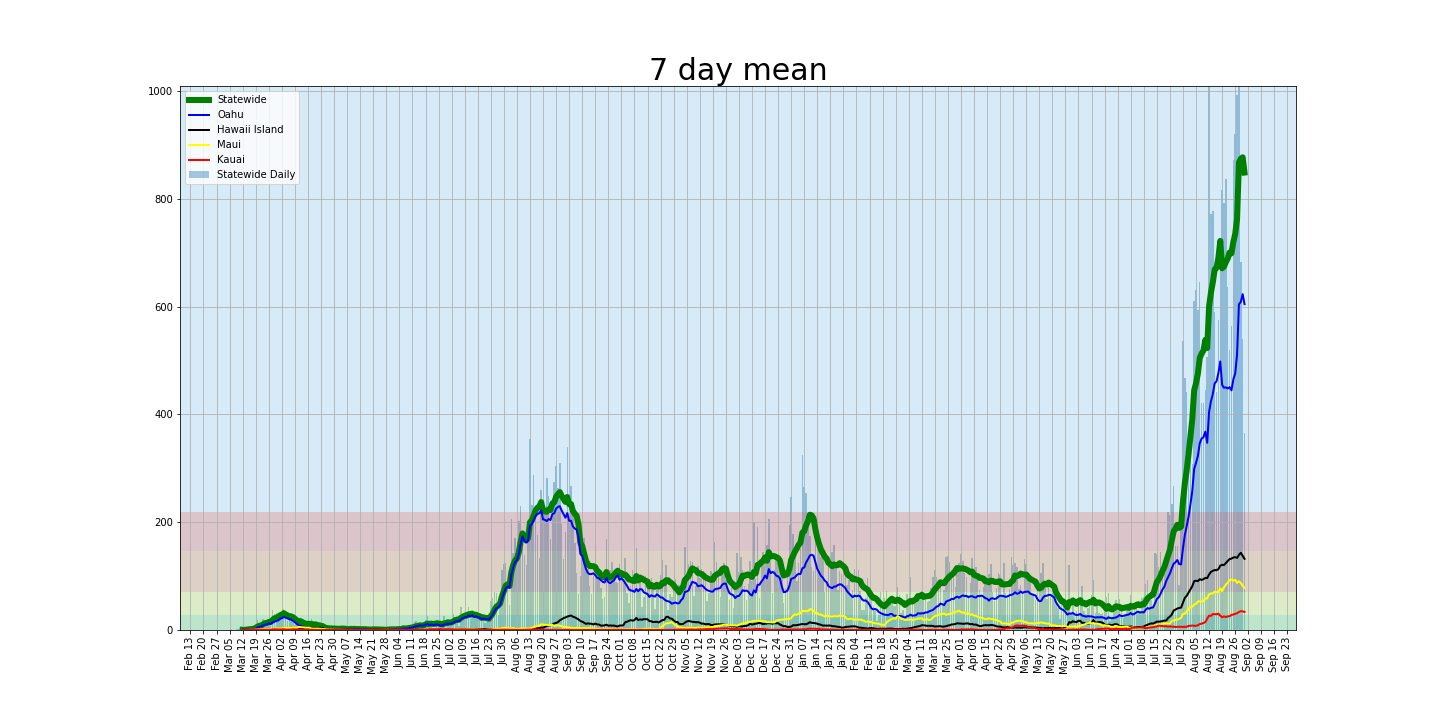 7 day mean
1000
800
600
400
200
0
Statewide
Oahu
Hawaii Island
Maui
Kauai
Statewide Daily
Feb 13
Feb 20
Feb 27
Mar 05
Mar 12
Mar 19
Mar 26
Apr 02
Apr 09
Apr 16
Apr 23
Apr 30
May 07
May 14
May 21
May 28
Jun 04
Jun 11
Jun 18
Jun 25
Jul 02
Jul 09
Jul 16
Jul 23
Jul 30
Aug 06
Aug 13
Aug 20
Aug 27
Sep 03
Sep 10
Sep 17
Sep 24
Oct 01
Oct 08
Oct 15
Oct 22
Oct 29
Nov 05
Nov 12
Nov 19
Nov 26
Dec 03
Dec 10
Dec 17
Dec 24
Dec 31
Jan 07
Jan 14
Jan 21
Jan 28
Feb 04
Feb 11
Feb 18
Feb 25
Mar 04
Mar 11
Mar 18
Mar 25
Apr 01
Apr 08
Apr 15
Apr 22
Apr 29
May 06
May 13
May 20
May 27
Jun 03
Jun 10
Jun 17
Jun 24
Jul 01
Jul 08
Jul 15
Jul 22
Jul 29
Aug 05
Aug 12
Aug 19
Aug 26
Sep 02
Sep 09
Sep 16
Sep 23